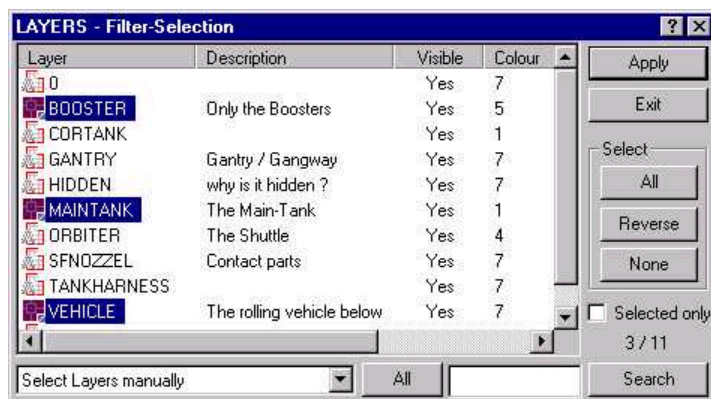 LAYERS - Filter-Selection
Layer Description Visible Colour
0 Yes 7
BOOSTER Only the Boosters Yes 5
CORTANK Yes 1
GANTRY Gantry / Gangway Yes 7
HIDDEN why is it hidden ? Yes 7
MAINTANK The Main-Tank Yes 1
ORBITER The Shuttle Yes 4
SFNOZZEL Contact parts Yes 7
TANKHARNESS Yes 7
VEHICLE The rolling vehicle below Yes 7
Select Layers manually
All
Apply
Exit
Select
All
Reverse
None
Selected only
3 / 11
Search